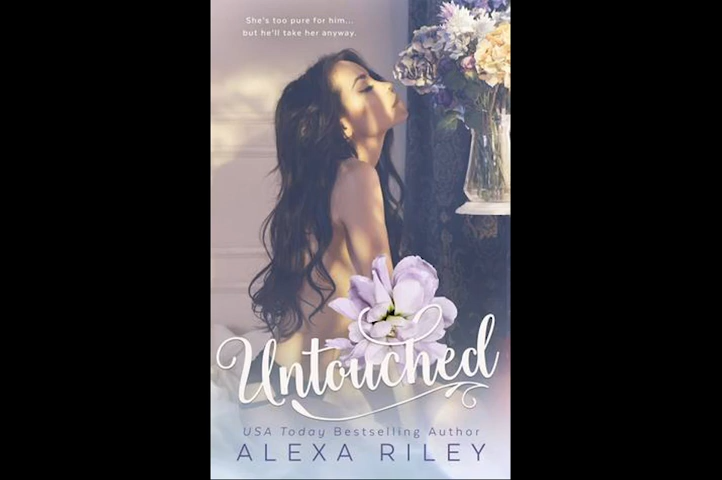 She's too pure for him...
but he'll take her anyway.
Untouched
USA Today Bestselling Author
ALEXA RILEY